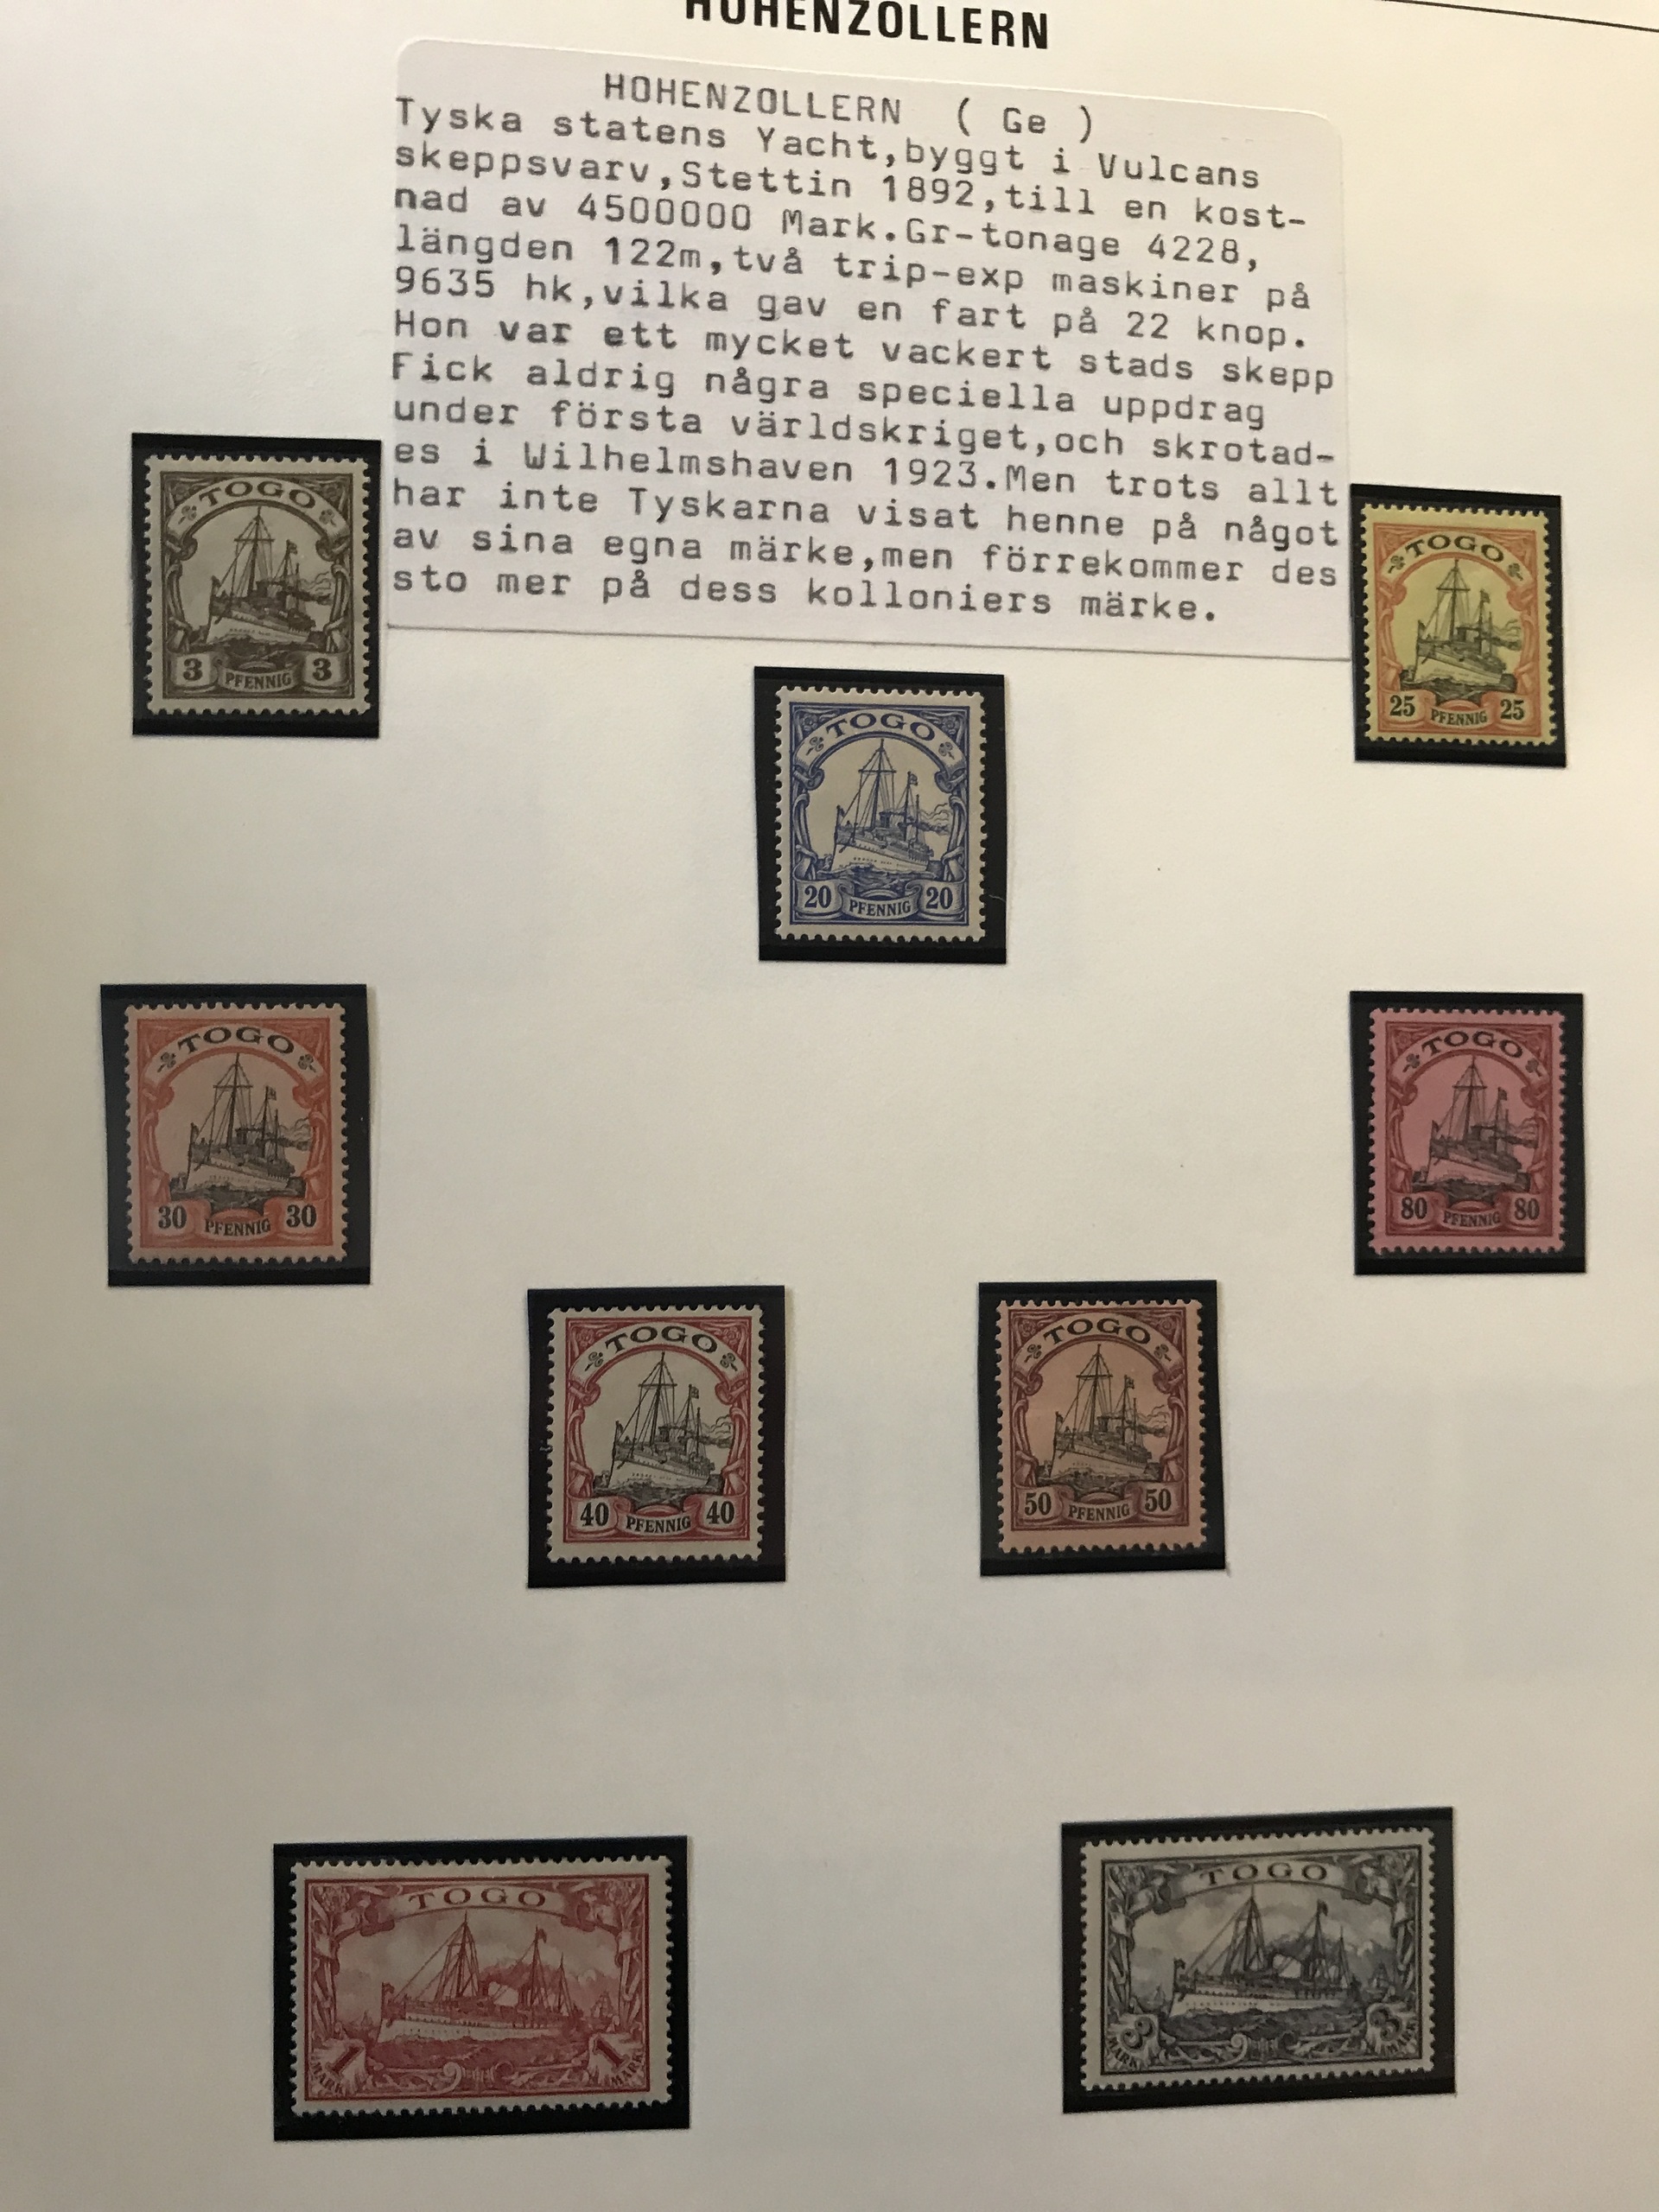 HOHENZOLLERN
HOHENZOLLERN ( Ge )
Tyska statens Yacht,byggt i Vulcans
skeppsvarv,Stettin 1892,till en kost-
nad av 4500000 Mark.Gr-tonage 4228,
längden 122m,två trip-exp maskiner på
9635 hk,vilka gav en fart på 22 knop.
Hon var ett mycket vackert stads skepp
Fick aldrig några speciella uppdrag
under första världskriget,och skrotad-
es i Wilhelmshaven 1923.Men trots allt
har inte Tyskarna visat henne på något
av sina egna märke,men förrekommer des
sto mer på dess kolloniers märke.
TOGO
3 PFENNIG 3
TOGO
25 PFENNIG 25
TOGO
20 PFENNIG 20
TOGO
30 PFENNIG 30
TOGO
80 PFENNIG 80
TOGO
40 PFENNIG 40
TOGO
50 PFENNIG 50
TOGO
1 1
MARK MARK
TOGO
3 3
MARK MARK